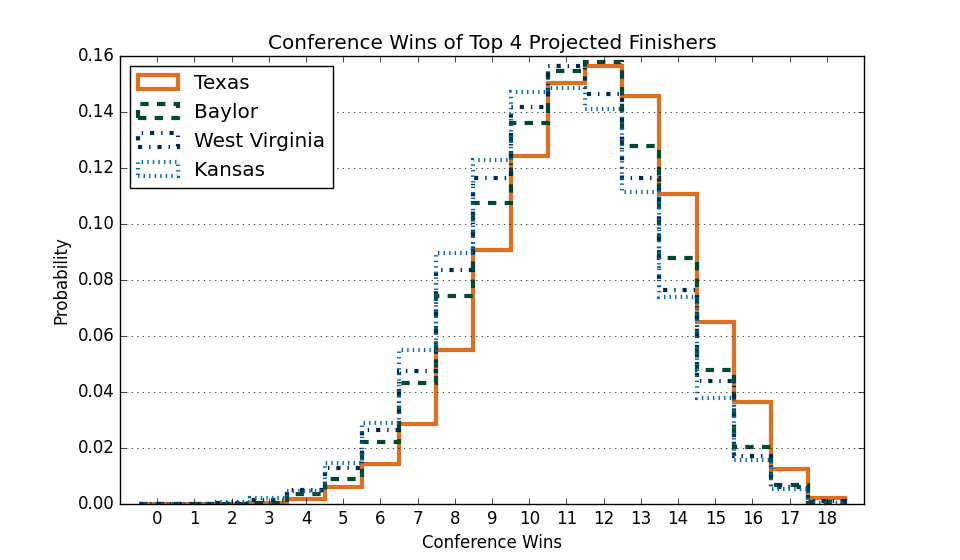 Conference Wins of Top 4 Projected Finishers
Texas
Baylor
West Virginia
Kansas
Probability
0.16
0.14
0.12
0.10
0.08
0.06
0.04
0.02
0.00
0 1 2 3 4 5 6 7 8 9 10 11 12 13 14 15 16 17 18
Conference Wins